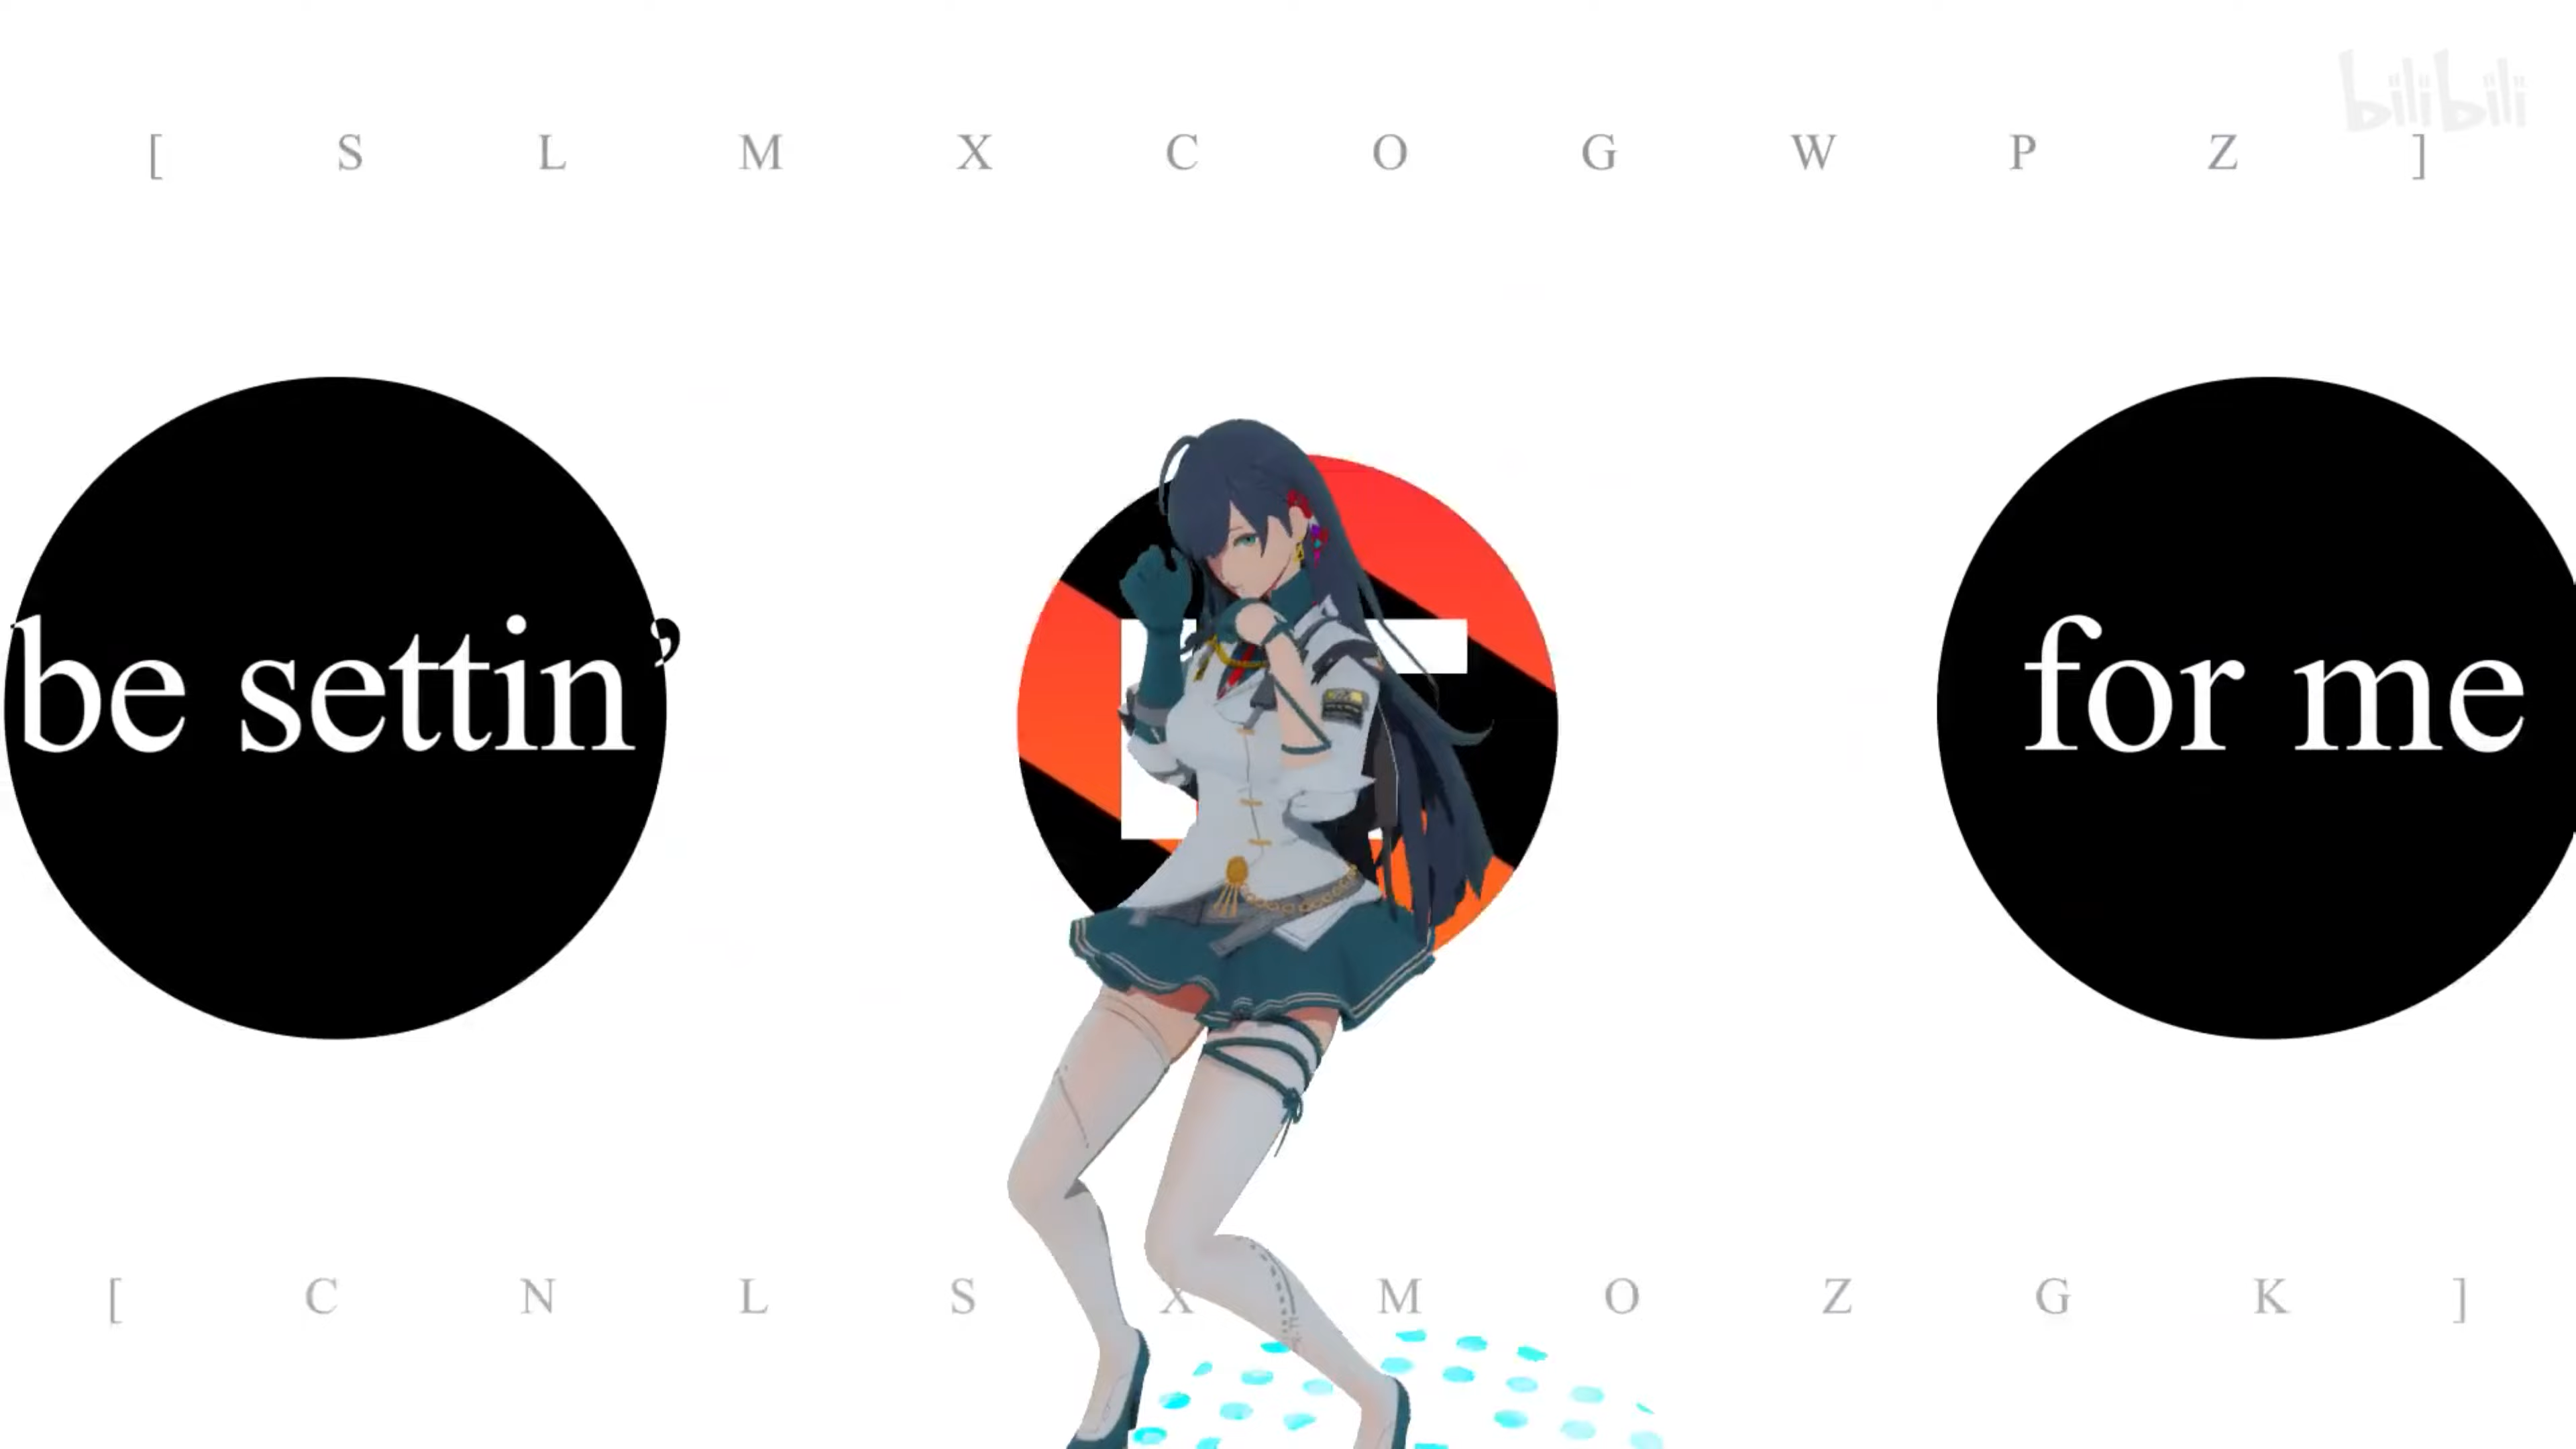 bilibili
[ S L M X C O G W P Z ]
be settin’ for me
[ C N L S X M O Z G K ]